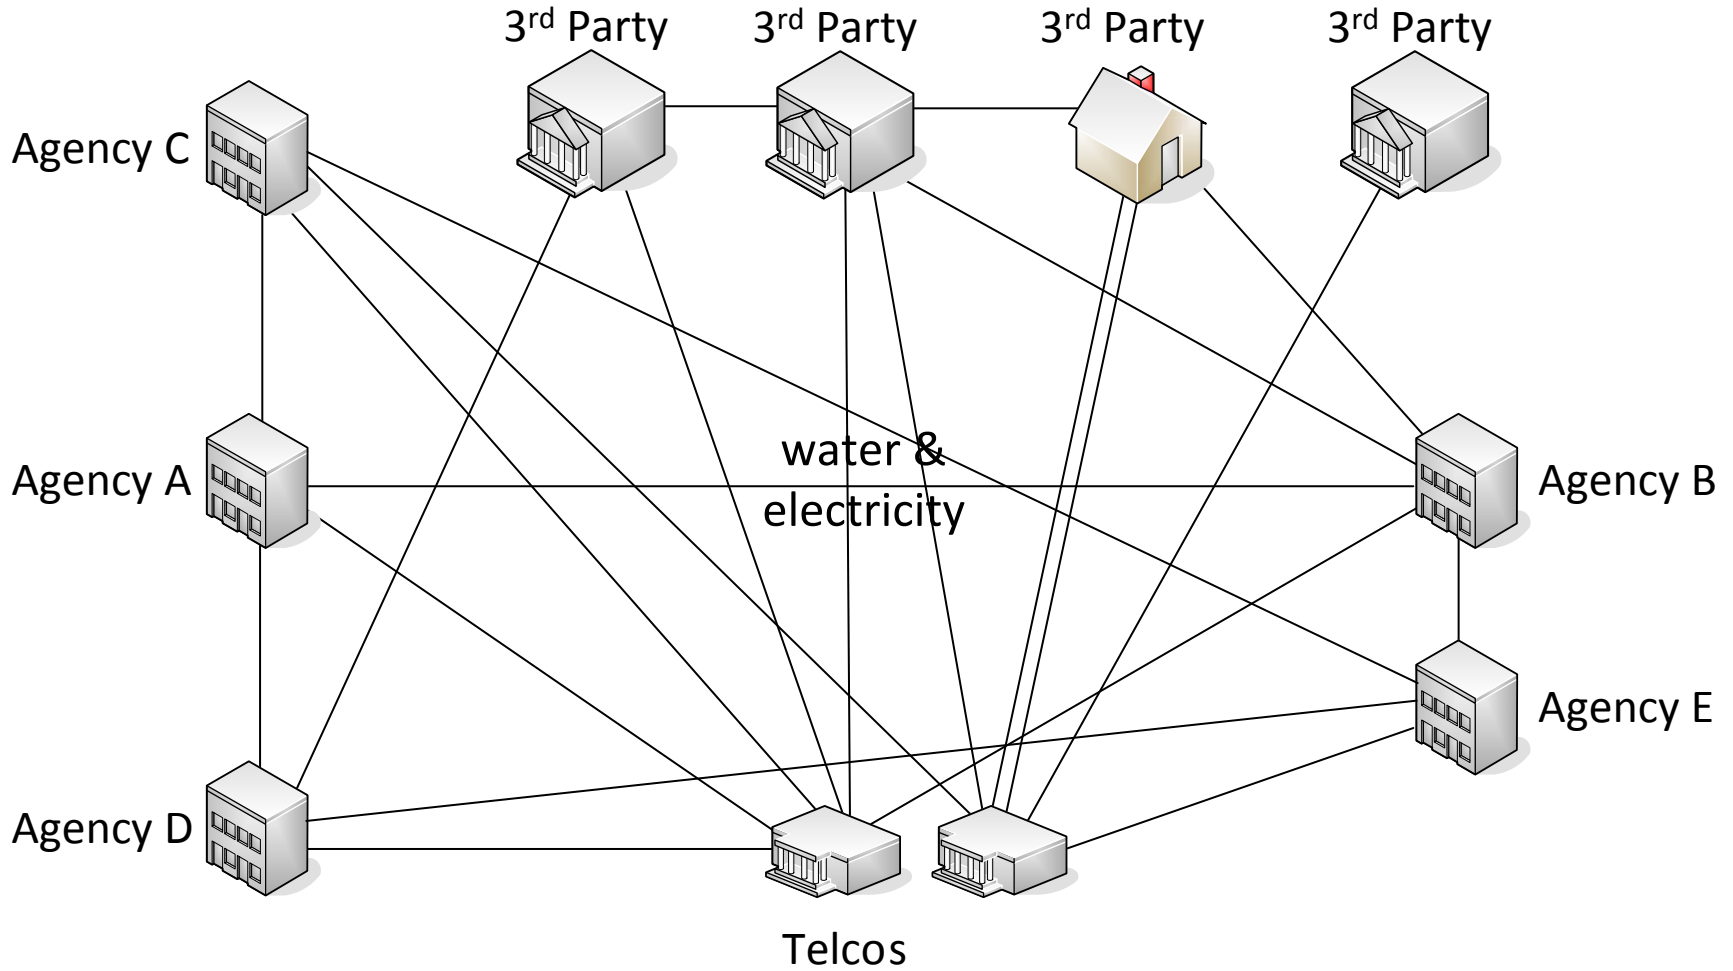 3rd Party
3rd Party
3rd Party
3rd Party
Agency C
water &
electricity
Agency A
Agency B
Agency E
Agency D
Telcos